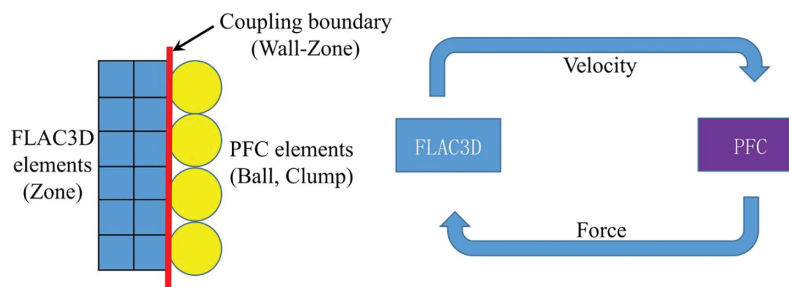 Coupling boundary
(Wall-Zone)
FLAC3D
elements
(Zone)
PFC elements
(Ball, Clump)
Velocity
FLAC3D
PFC
Force